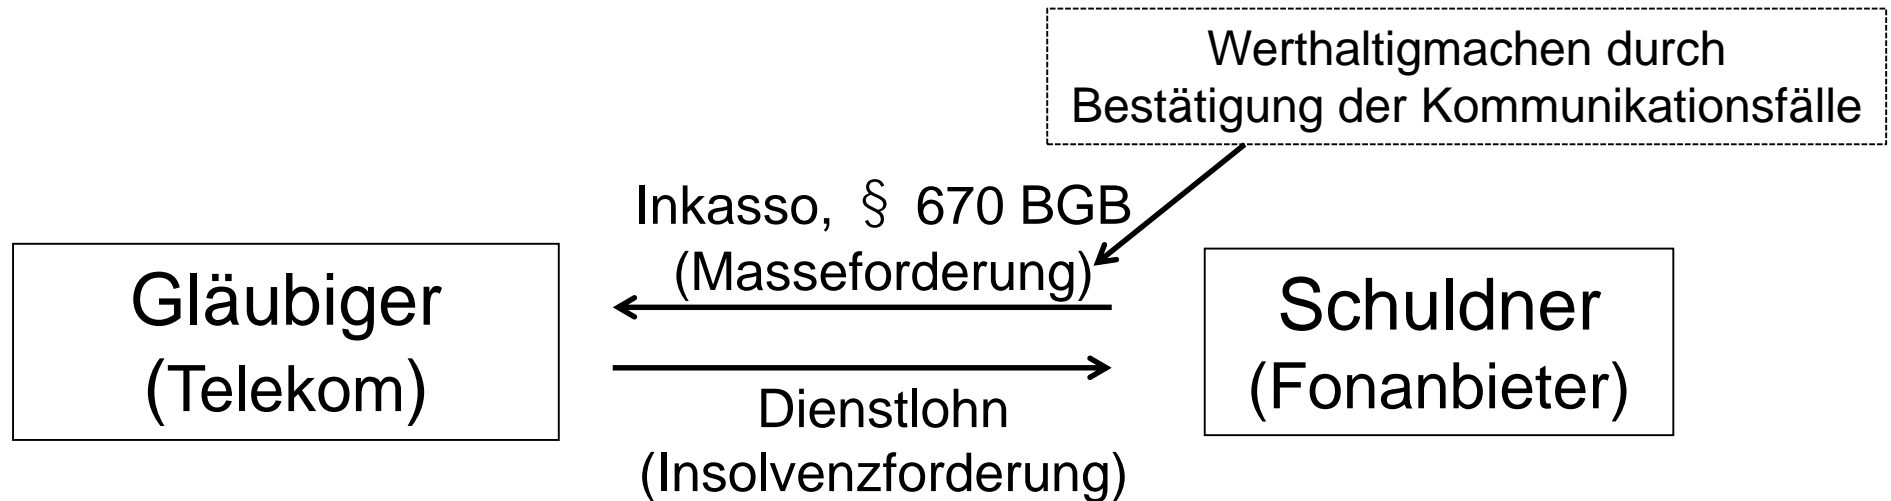 Werthaltigmachen durch
Bestätigung der Kommunikationsfälle
Inkasso, § 670 BGB
(Masseforderung)
Gläubiger
(Telekom)
Schuldner
(Fonanbieter)
Dienstlohn
(Insolvenzforderung)